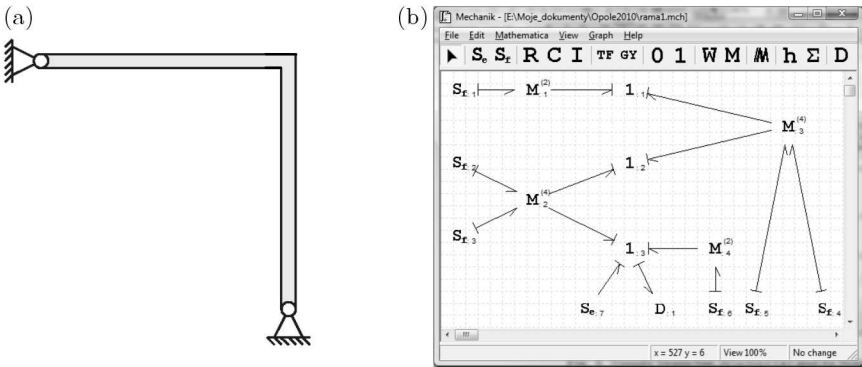 (a)
(b)
Mechanik - [E:\Moje_dokumenty\Opole2010\rama1.mch]
File Edit Mathematica View Graph Help
Se Sf R C I TF GY 0 1 W M h Σ D
Sf:1 M(2):1 1:1
M(4):3
Sf:2 1:2
M(4):2
Sf:3
1:3 M(2):4
Se:7 D:1 Sf:6 Sf:5 Sf:4
x = 527 y = 6 View 100% No change